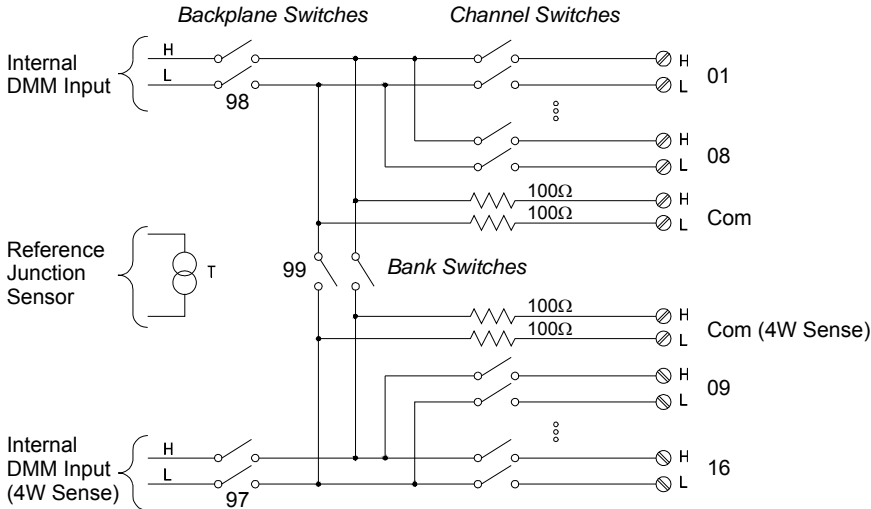 Backplane Switches
Channel Switches
Internal
DMM Input
H
L
98
H
L
01
H
L
08
100Ω
100Ω
H
L
Com
Reference
Junction
Sensor
T
99
Bank Switches
100Ω
100Ω
H
L
Com (4W Sense)
H
L
09
Internal
DMM Input
(4W Sense)
H
L
97
H
L
16